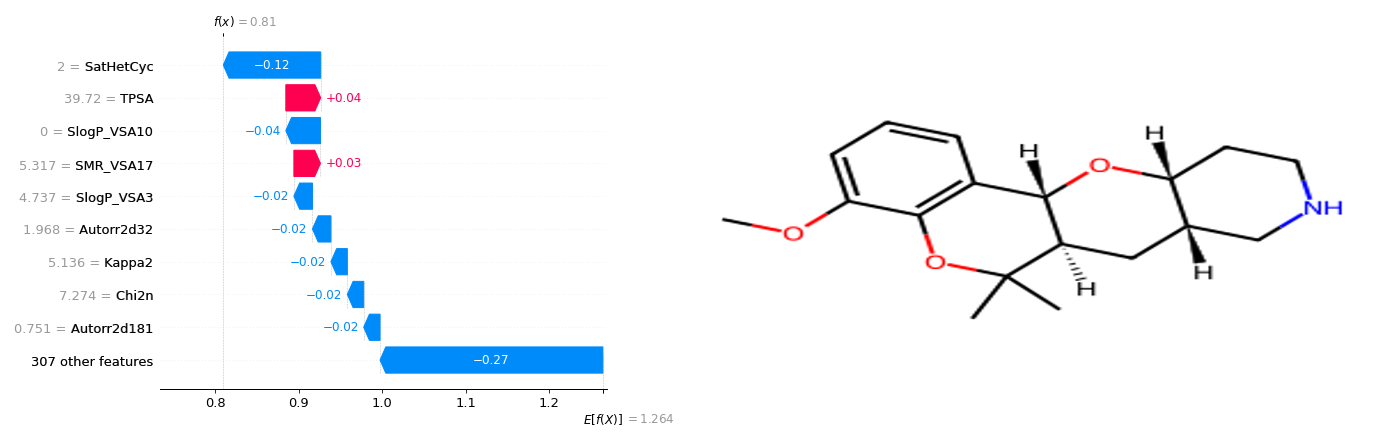 f(x) = 0.81
2 = SatHetCyc
−0.12
39.72 = TPSA
+0.04
0 = SlogP_VSA10
−0.04
5.317 = SMR_VSA17
+0.03
4.737 = SlogP_VSA3
−0.02
1.968 = Autorr2d32
−0.02
5.136 = Kappa2
−0.02
7.274 = Chi2n
−0.02
0.751 = Autorr2d181
−0.02
307 other features
−0.27
0.8 0.9 1.0 1.1 1.2
E[f(X)] = 1.264
H
H
O
NH
O
O
H
H